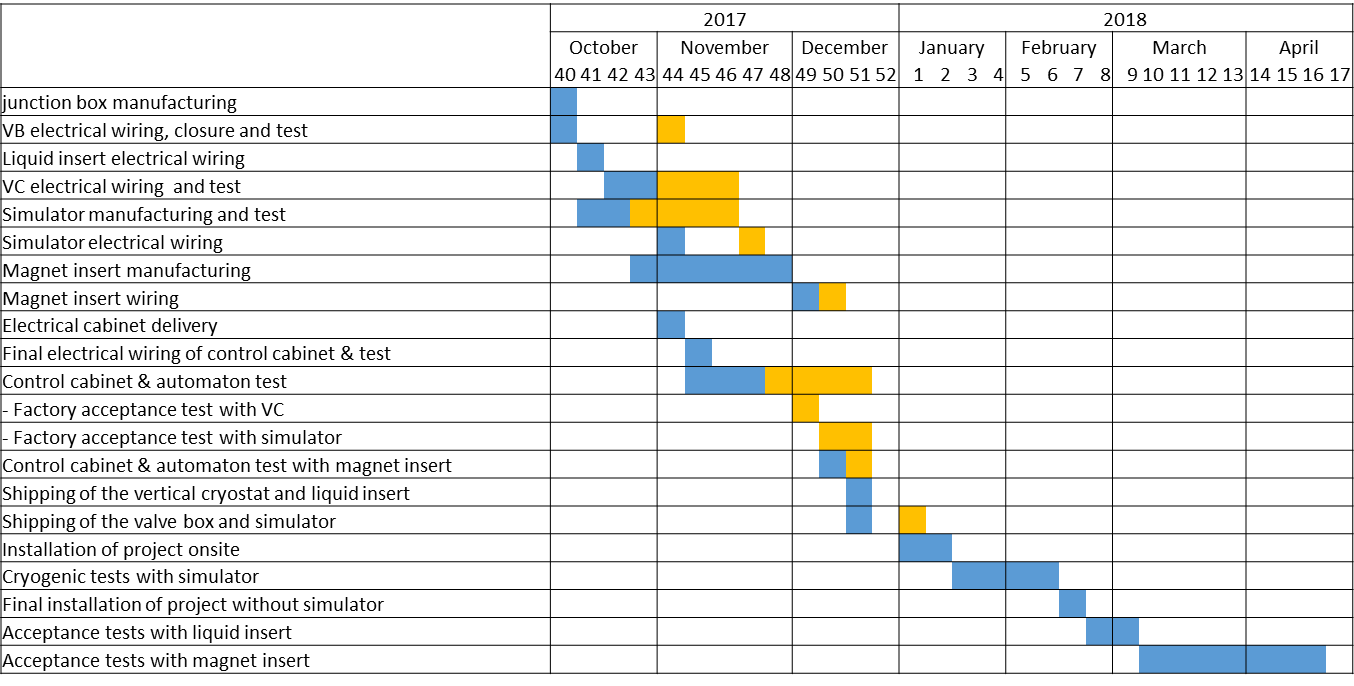 2017 2018
October November December January February March April
40 41 42 43 44 45 46 47 48 49 50 51 52 1 2 3 4 5 6 7 8 9 10 11 12 13 14 15 16 17
junction box manufacturing
VB electrical wiring, closure and test
Liquid insert electrical wiring
VC electrical wiring and test
Simulator manufacturing and test
Simulator electrical wiring
Magnet insert manufacturing
Magnet insert wiring
Electrical cabinet delivery
Final electrical wiring of control cabinet & test
Control cabinet & automaton test
- Factory acceptance test with VC
- Factory acceptance test with simulator
Control cabinet & automaton test with magnet insert
Shipping of the vertical cryostat and liquid insert
Shipping of the valve box and simulator
Installation of project onsite
Cryogenic tests with simulator
Final installation of project without simulator
Acceptance tests with liquid insert
Acceptance tests with magnet insert